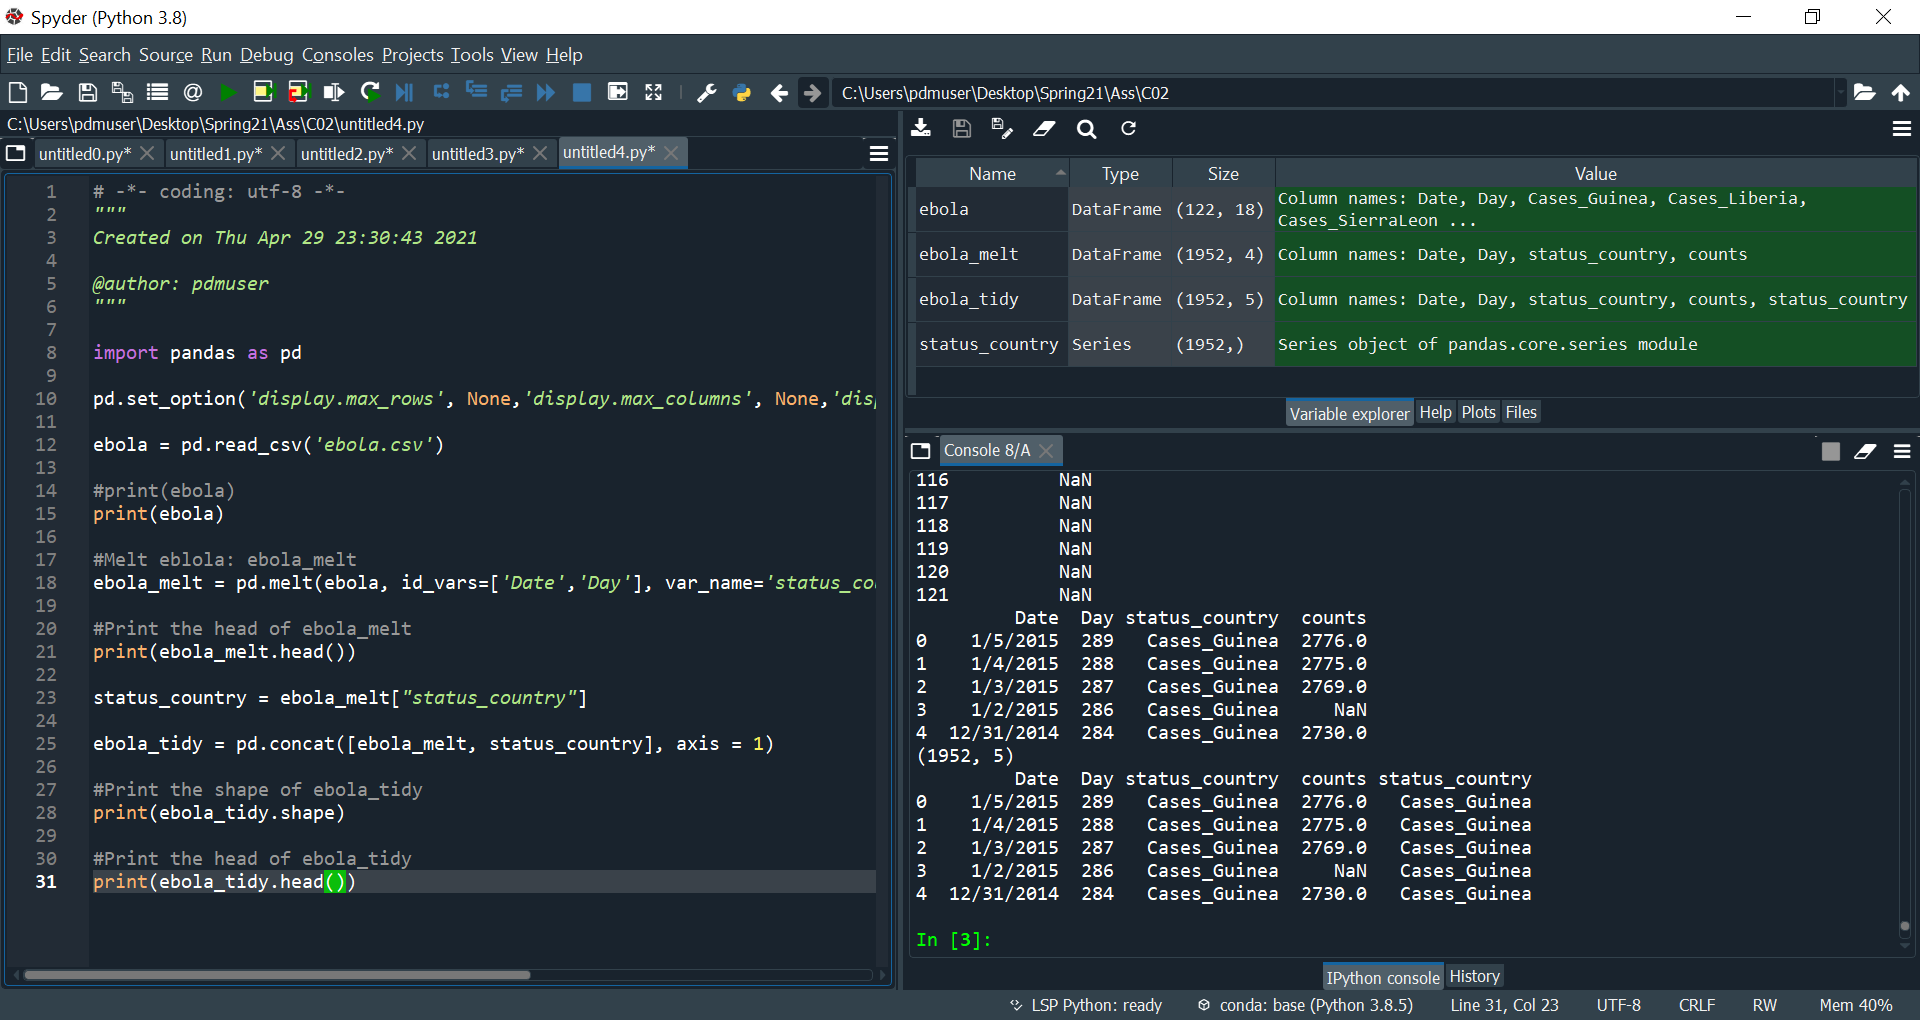 Spyder (Python 3.8)
File Edit Search Source Run Debug Consoles Projects Tools View Help
C:\Users\pdmuser\Desktop\Spring21\Ass\C02
C:\Users\pdmuser\Desktop\Spring21\Ass\C02\untitled4.py
untitled0.py* untitled1.py* untitled2.py* untitled3.py* untitled4.py*
1 # -*- coding: utf-8 -*-
2 """
3 Created on Thu Apr 29 23:30:43 2021
4
5 @author: pdmuser
6 """
7
8 import pandas as pd
9
10 pd.set_option('display.max_rows', None,'display.max_columns', None,'disp
11
12 ebola = pd.read_csv('ebola.csv')
13
14 #print(ebola)
15 print(ebola)
16
17 #Melt eblola: ebola_melt
18 ebola_melt = pd.melt(ebola, id_vars=['Date','Day'], var_name='status_cou
19
20 #Print the head of ebola_melt
21 print(ebola_melt.head())
22
23 status_country = ebola_melt["status_country"]
24
25 ebola_tidy = pd.concat([ebola_melt, status_country], axis = 1)
26
27 #Print the shape of ebola_tidy
28 print(ebola_tidy.shape)
29
30 #Print the head of ebola_tidy
31 print(ebola_tidy.head())
Name Type Size Value
ebola DataFrame (122, 18) Column names: Date, Day, Cases_Guinea, Cases_Liberia,
Cases_SierraLeon ...
ebola_melt DataFrame (1952, 4) Column names: Date, Day, status_country, counts
ebola_tidy DataFrame (1952, 5) Column names: Date, Day, status_country, counts, status_country
status_country Series (1952,) Series object of pandas.core.series module
Variable explorer Help Plots Files
Console 8/A
116 NaN
117 NaN
118 NaN
119 NaN
120 NaN
121 NaN
Date Day status_country counts
0 1/5/2015 289 Cases_Guinea 2776.0
1 1/4/2015 288 Cases_Guinea 2775.0
2 1/3/2015 287 Cases_Guinea 2769.0
3 1/2/2015 286 Cases_Guinea NaN
4 12/31/2014 284 Cases_Guinea 2730.0
(1952, 5)
Date Day status_country counts status_country
0 1/5/2015 289 Cases_Guinea 2776.0 Cases_Guinea
1 1/4/2015 288 Cases_Guinea 2775.0 Cases_Guinea
2 1/3/2015 287 Cases_Guinea 2769.0 Cases_Guinea
3 1/2/2015 286 Cases_Guinea NaN Cases_Guinea
4 12/31/2014 284 Cases_Guinea 2730.0 Cases_Guinea
In [3]:
IPython console History
LSP Python: ready conda: base (Python 3.8.5) Line 31, Col 23 UTF-8 CRLF RW Mem 40%